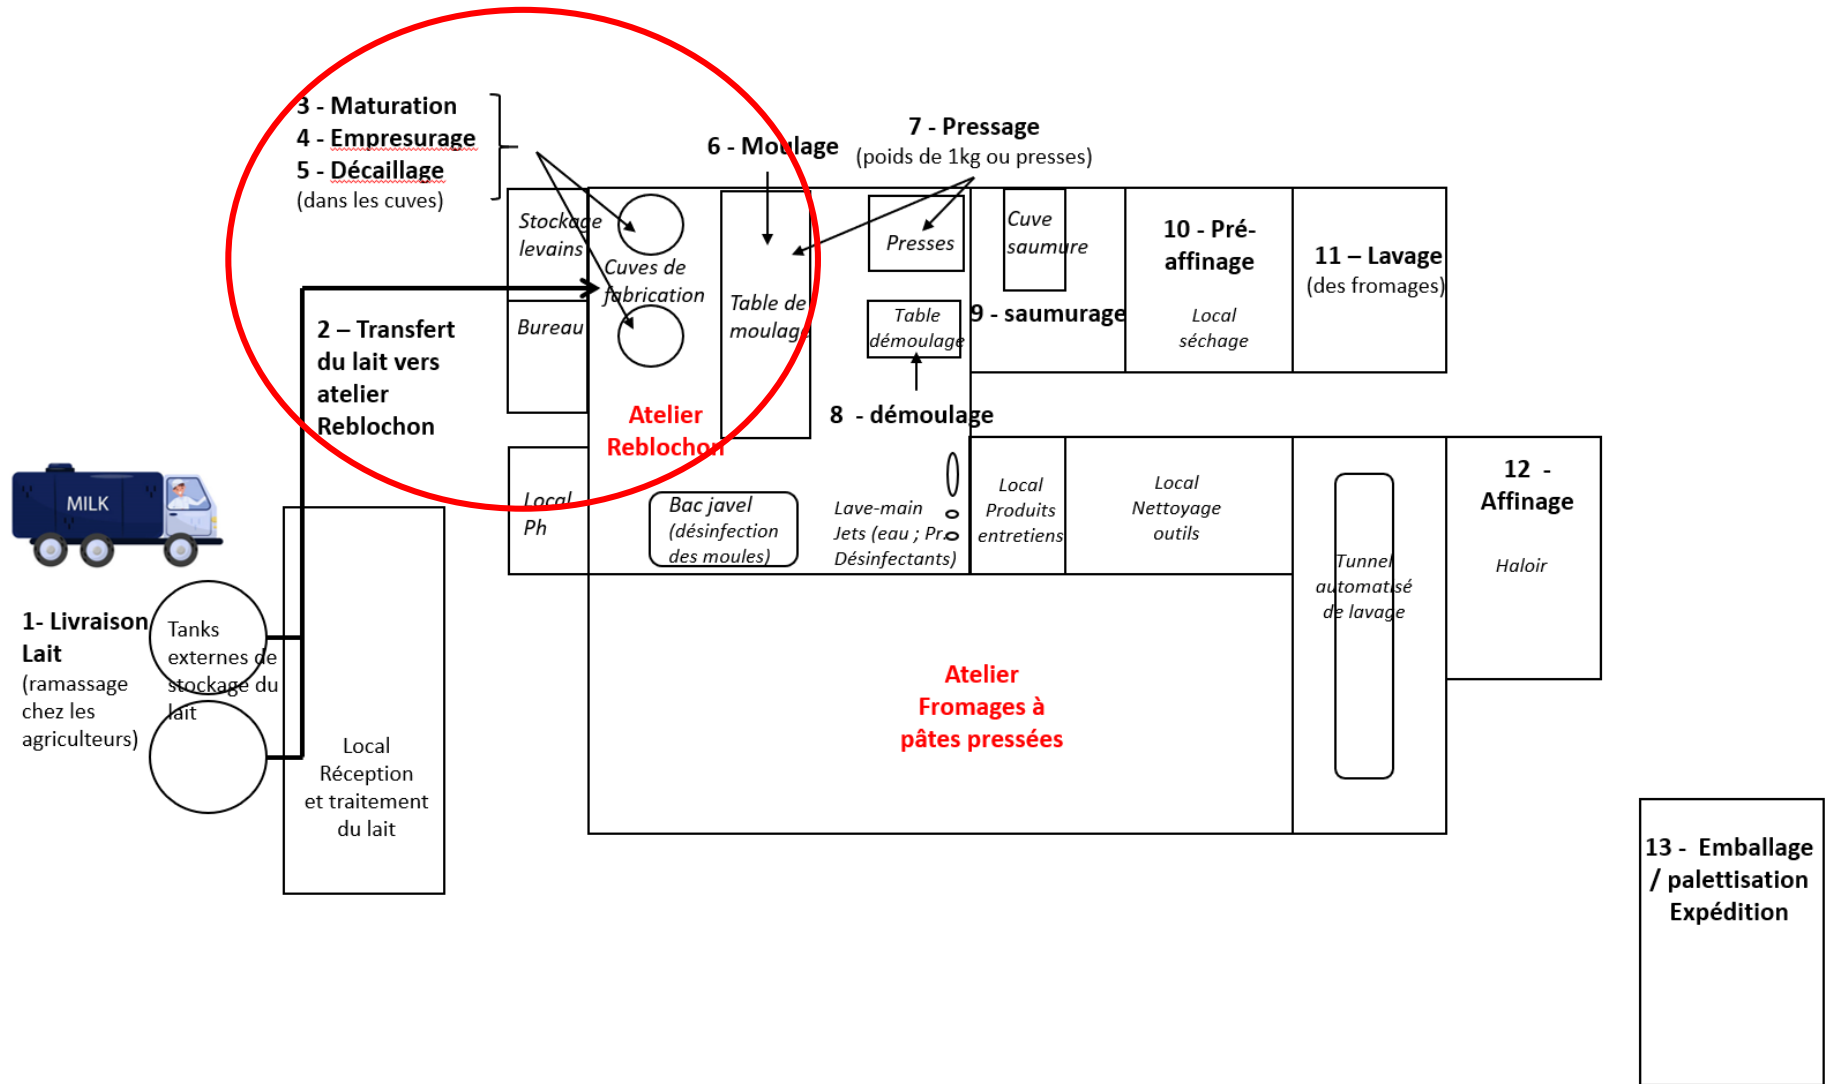 3 - Maturation
4 - Empresurage
5 - Décaillage
(dans les cuves)
6 - Moulage
7 - Pressage
(poids de 1kg ou presses)
Stockage
levains
Cuves de
fabrication
Bureau
Table de
moulage
Presses
Table
démoulage
Cuve
saumure
9 - saumurage
10 - Pré-
affinage
Local
séchage
11 – Lavage
(des fromages)
2 – Transfert
du lait vers
atelier
Reblochon
Atelier
Reblochon
8 - démoulage
MILK
Local
Ph
Bac javel
(désinfection
des moules)
Lave-main
Jets (eau ; Pr.
Désinfectants)
Local
Produits
entretiens
Local
Nettoyage
outils
Tunnel
automatisé
de lavage
12 -
Affinage
Haloir
1- Livraison
Lait
(ramassage
chez les
agriculteurs)
Tanks
externes de
stockage du
lait
Local
Réception
et traitement
du lait
Atelier
Fromages à
pâtes pressées
13 - Emballage
/ palettisation
Expédition